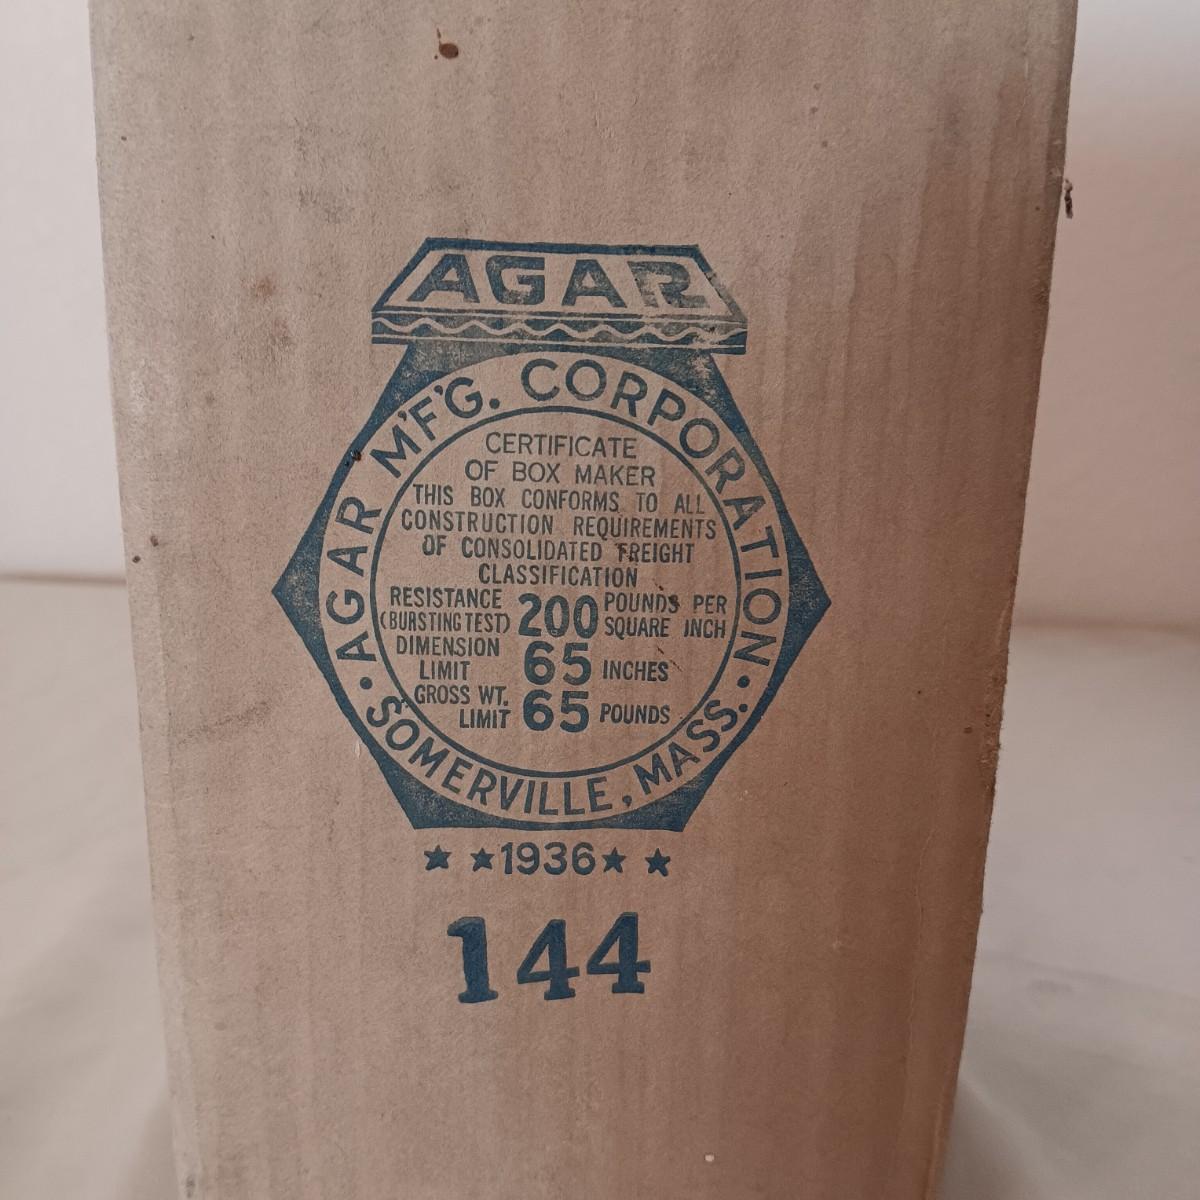 AGAR
AGAR M'F'G. CORPORATION
CERTIFICATE
OF BOX MAKER
THIS BOX CONFORMS TO ALL
CONSTRUCTION REQUIREMENTS
OF CONSOLIDATED FREIGHT
CLASSIFICATION
RESISTANCE (BURSTING TEST) 200 POUNDS PER SQUARE INCH
DIMENSION LIMIT 65 INCHES
GROSS WT. LIMIT 65 POUNDS
• SOMERVILLE, MASS. •
★ ★1936★ ★
144